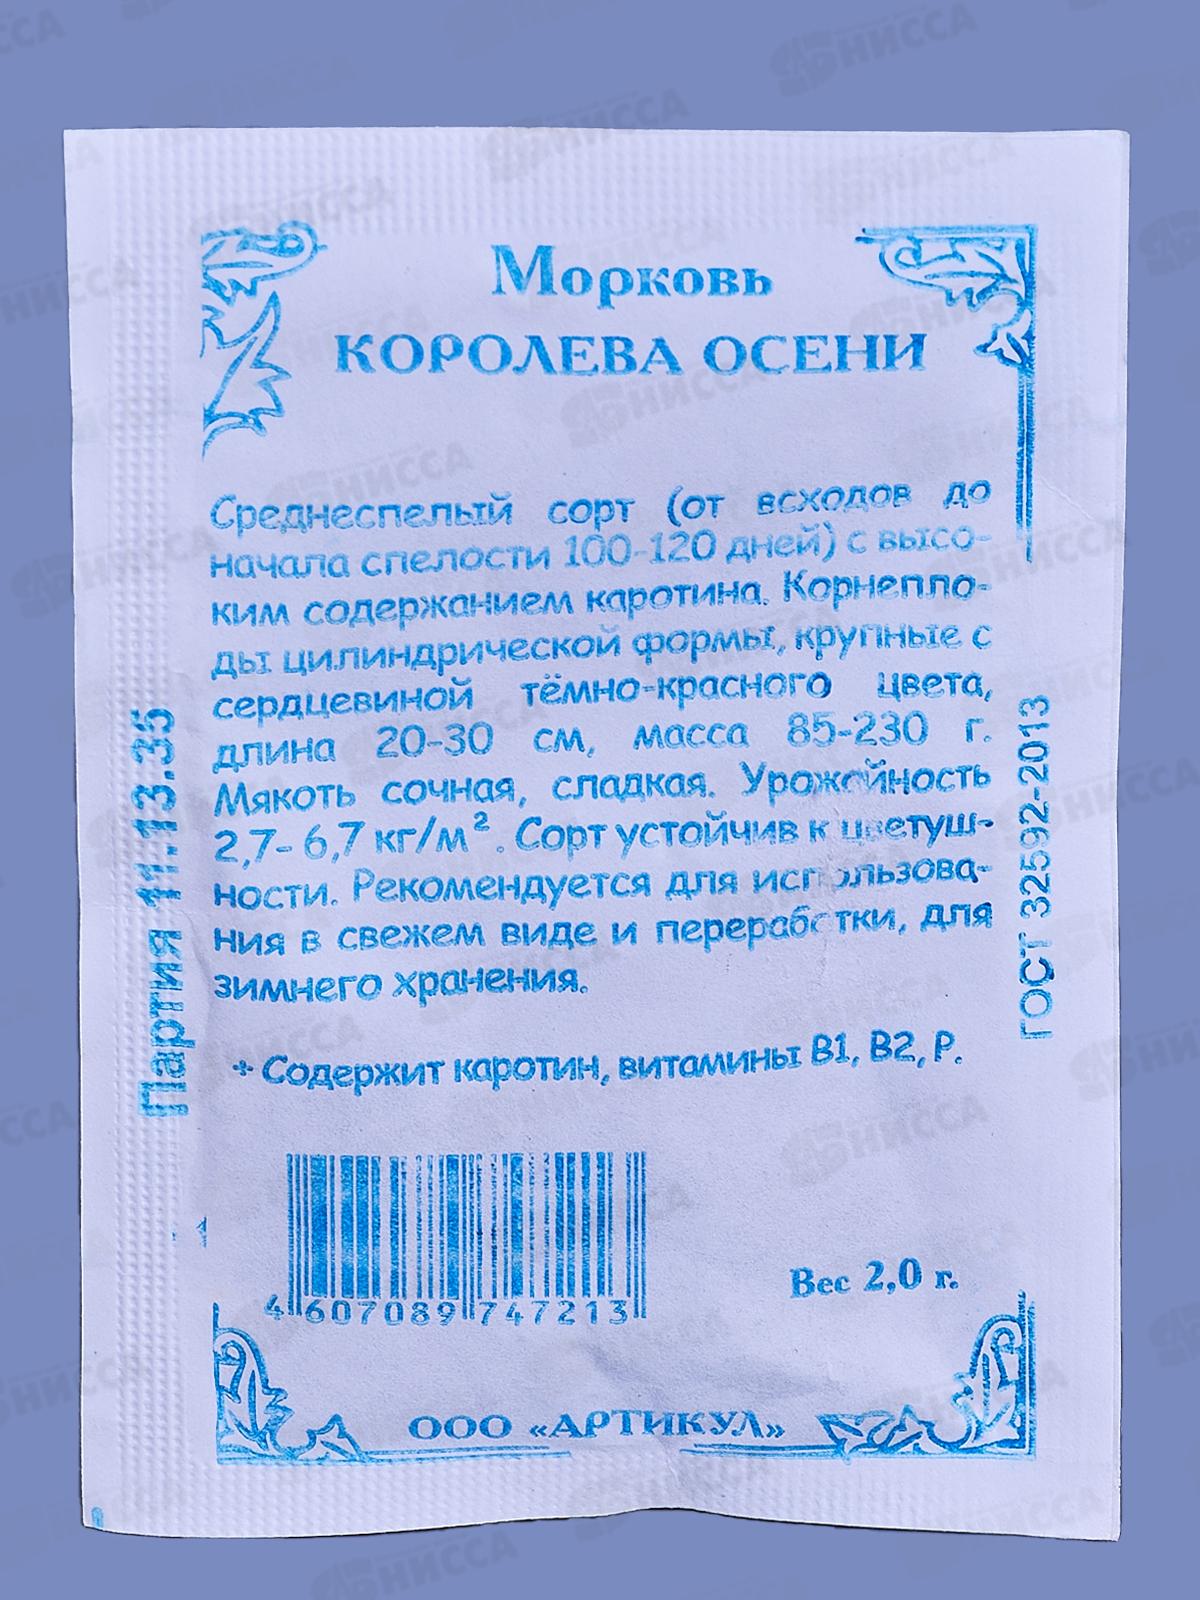 Морковь
КОРОЛЕВА ОСЕНИ
Среднеспелый сорт (от всходов до
начала спелости 100-120 дней) с высо-
ким содержанием каротина. Корнепло-
ды цилиндрической формы, крупные с
сердцевиной тёмно-красного цвета,
длина 20-30 см, масса 85-230 г.
Мякоть сочная, сладкая. Урожайность
2,7- 6,7 кг/м². Сорт устойчив к цветуш-
ности. Рекомендуется для использова-
ния в свежем виде и переработки, для
зимнего хранения.
+ Содержит каротин, витамины В1, В2, Р.
Партия 11.13.35
ГОСТ 32592-2013
4 607089 747213
Вес 2,0 г.
ООО «АРТИКУЛ»
НИССА